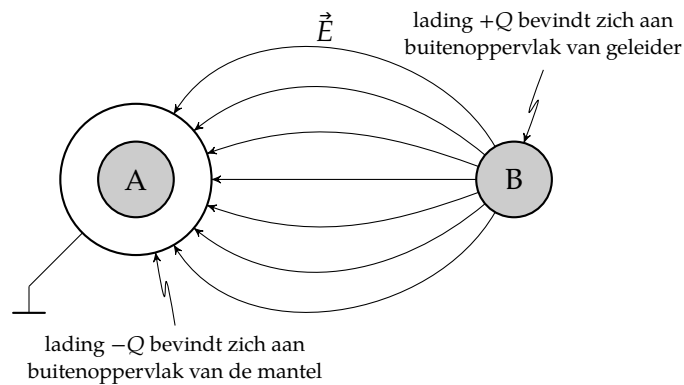 lading +Q bevindt zich aan
buitenoppervlak van geleider
E⃗
A
B
lading −Q bevindt zich aan
buitenoppervlak van de mantel